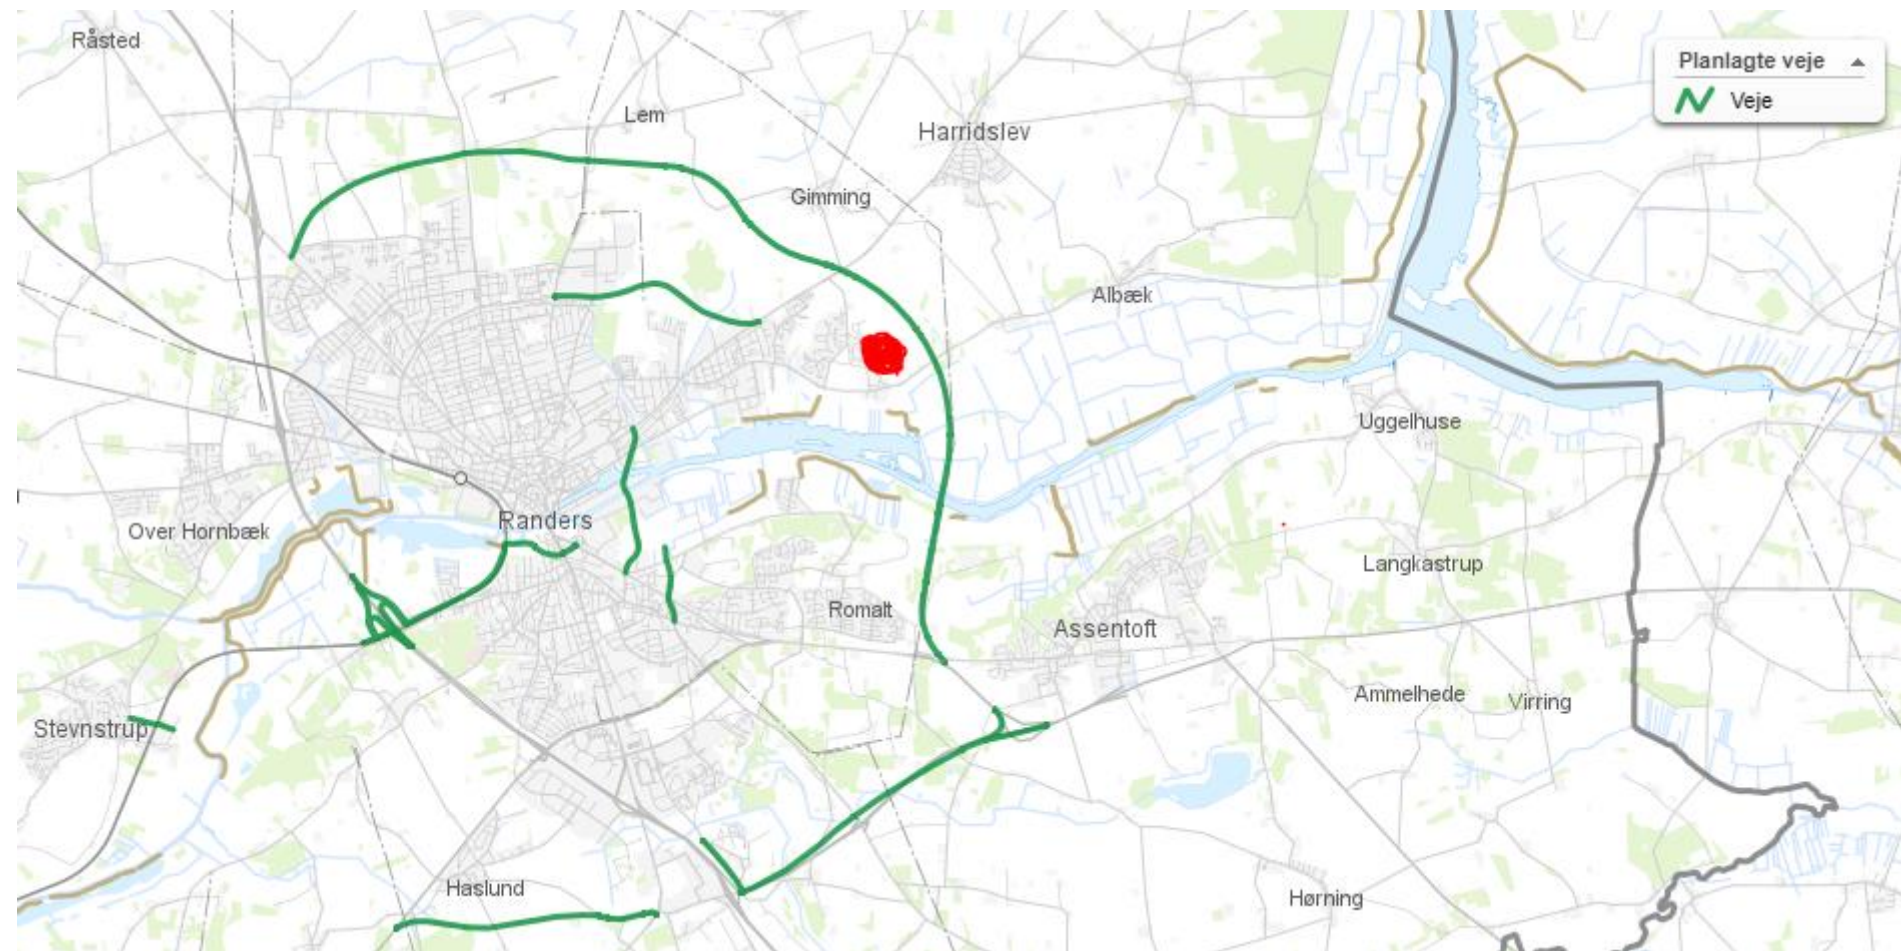 Råsted
Planlagte veje
Veje
Lem
Harridslev
Gimming
Albæk
Uggelhuse
Over Hornbæk
Randers
Langkastrup
Romalt
Assentoft
Ammelhede
Virring
Stevnstrup
Haslund
Hørning